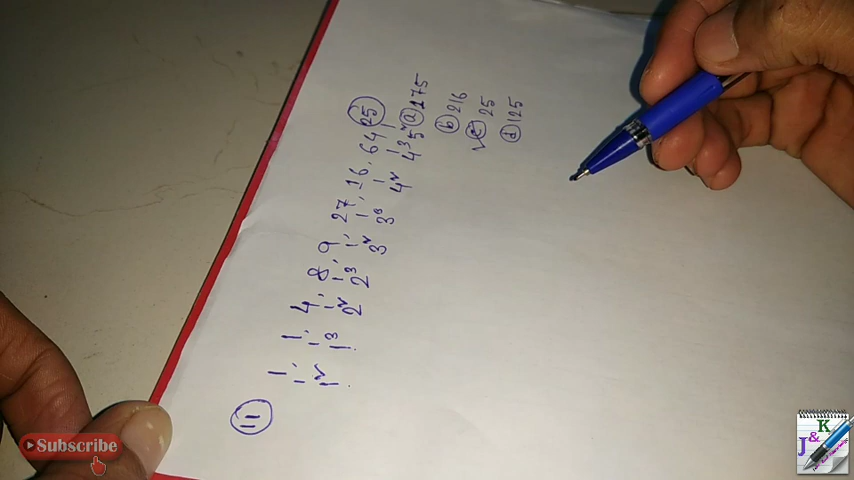 11
1, 1, 4, 8, 9, 27, 16, 64 25
1² 1³ 2² 2³ 3² 3³ 4² 4³ 5²
a 175
b 216
c 25
d 125
Subscribe
J&K